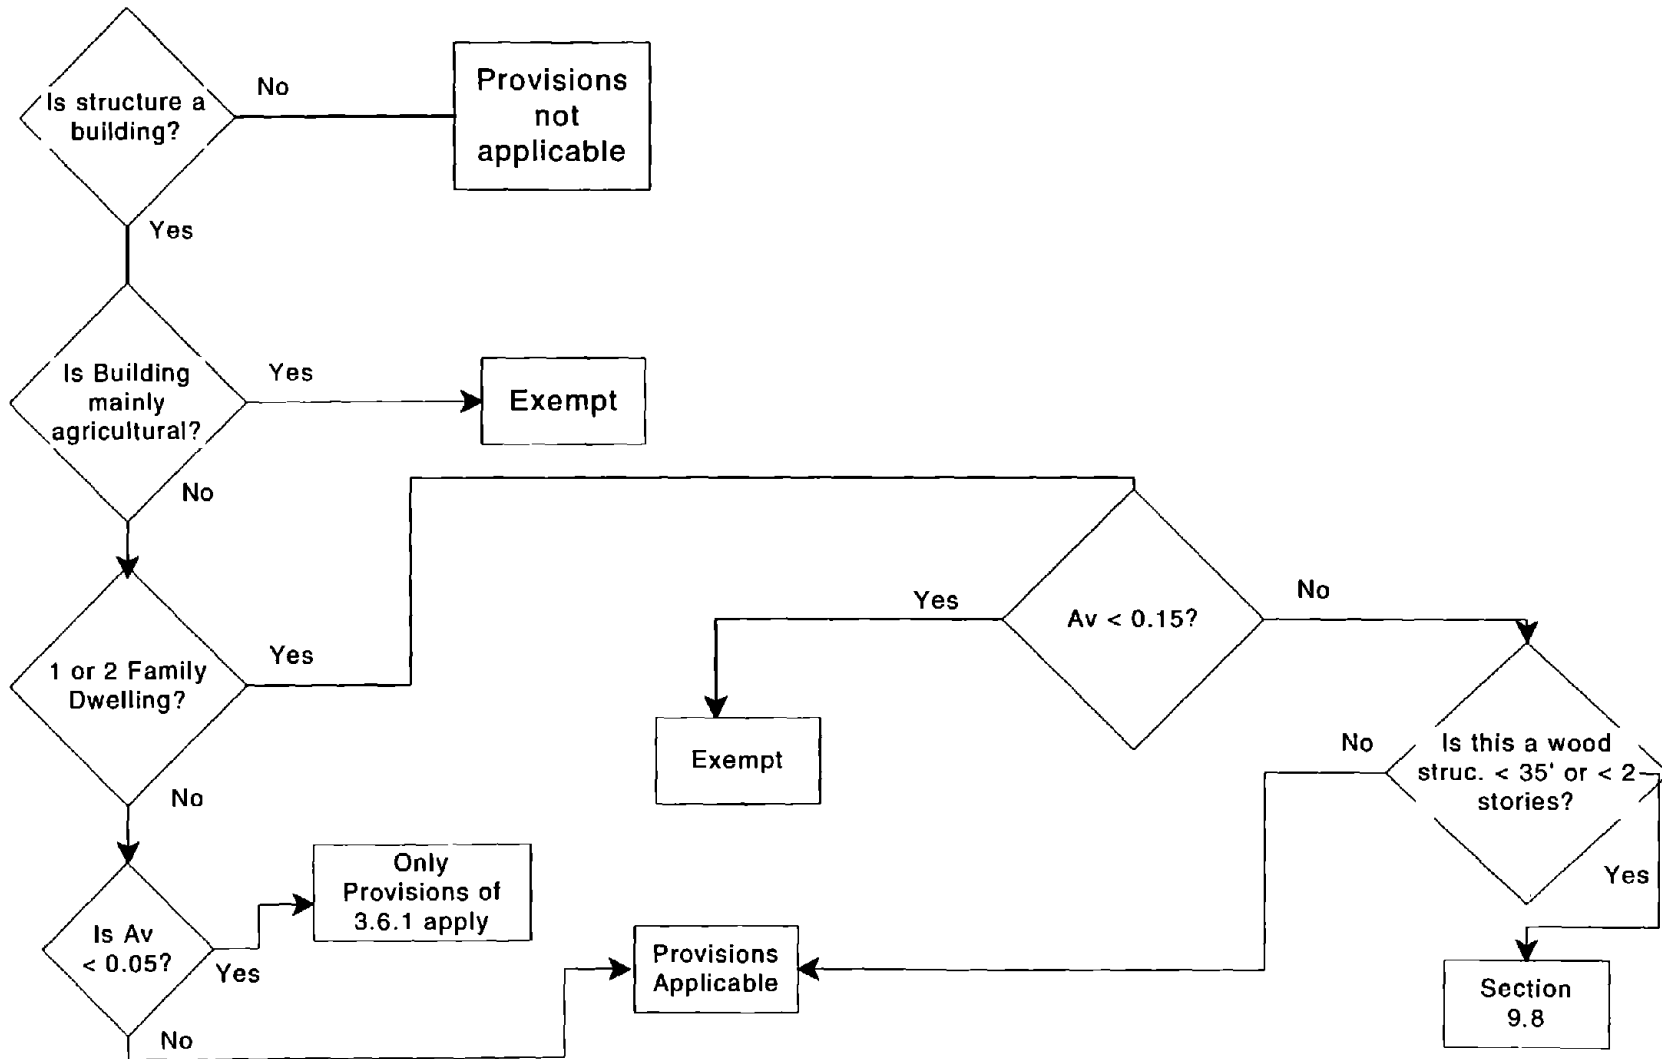 Is structure a
building?
No
Provisions
not
applicable
Yes
Is Building
mainly
agricultural?
Yes
Exempt
No
1 or 2 Family
Dwelling?
Yes
Av < 0.15?
Yes
No
Exempt
Is this a wood
struc. < 35' or < 2
stories?
No
Yes
Section
9.8
No
Is Av
< 0.05?
Yes
Only
Provisions of
3.6.1 apply
No
Provisions
Applicable